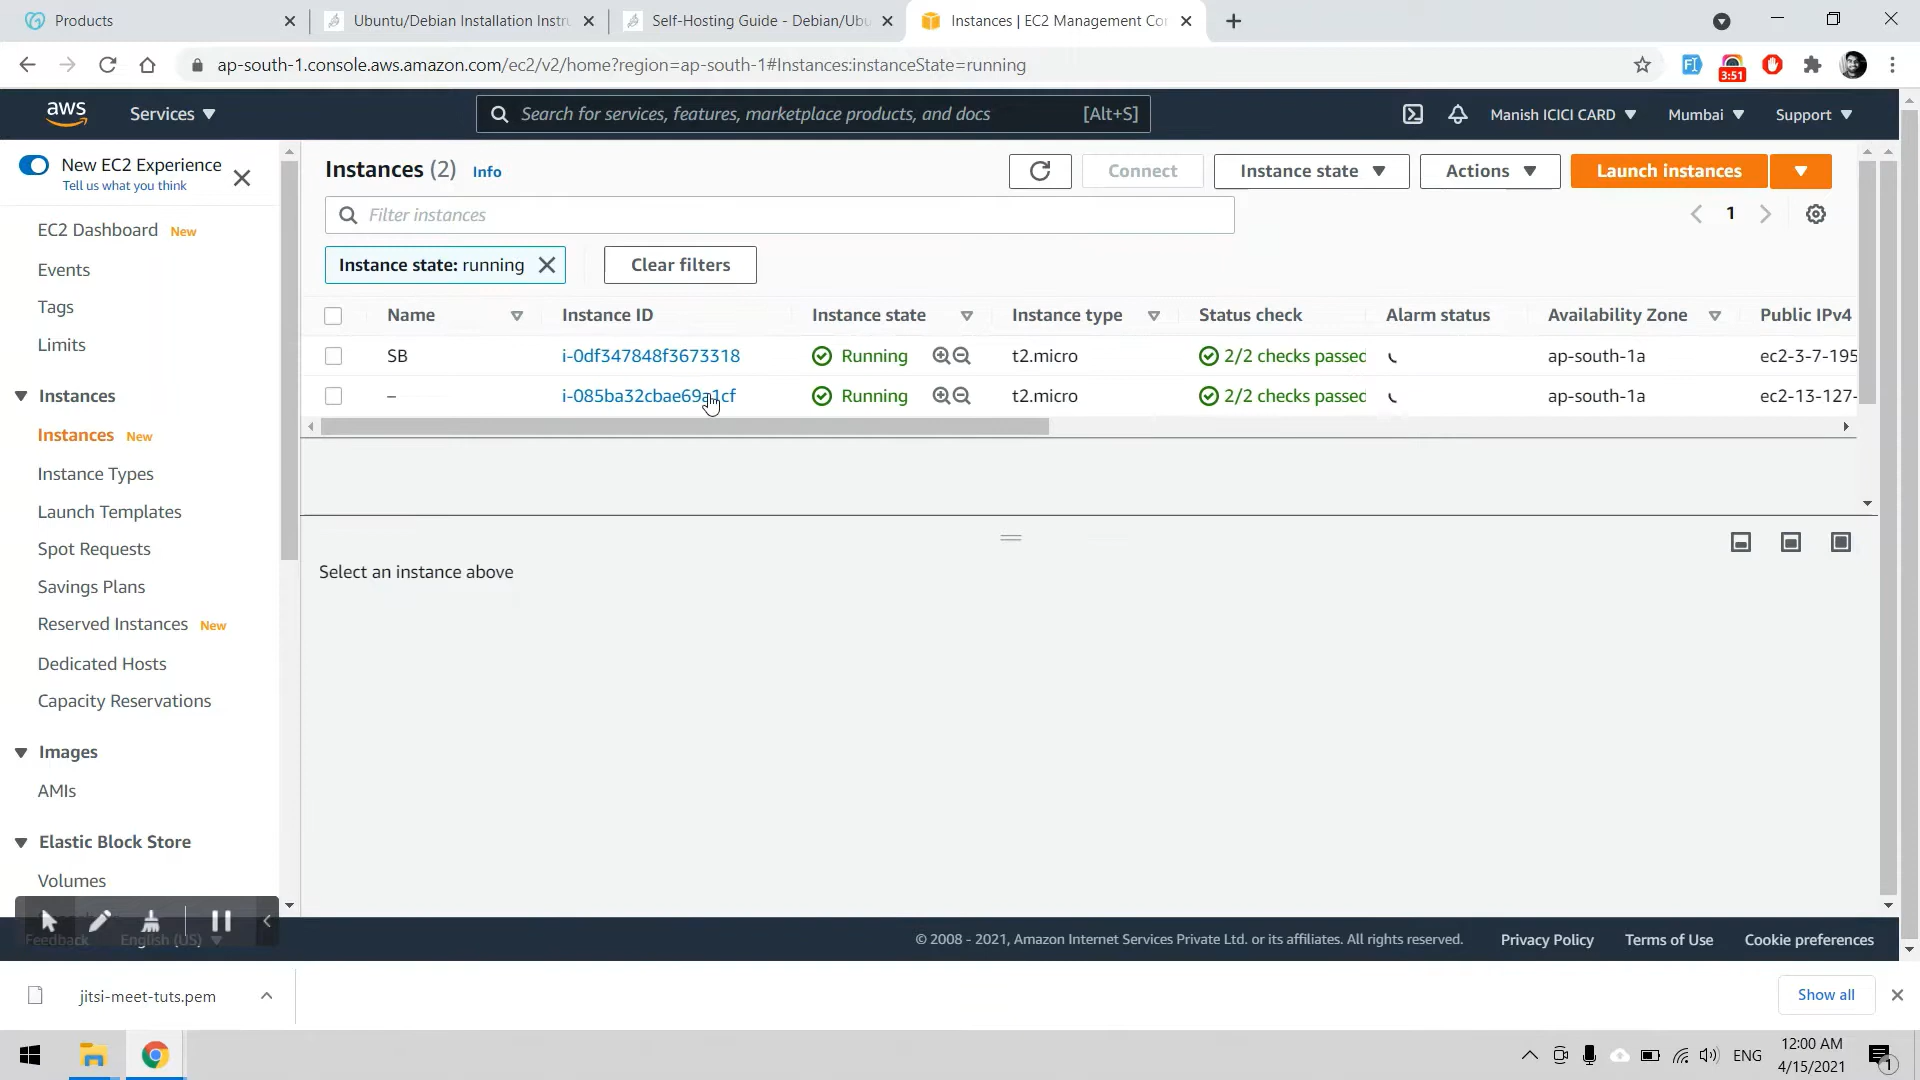 Products
Ubuntu/Debian Installation Instru
Self-Hosting Guide - Debian/Ubu
Instances | EC2 Management Co
ap-south-1.console.aws.amazon.com/ec2/v2/home?region=ap-south-1#Instances:instanceState=running
3:51
aws
Services
Search for services, features, marketplace products, and docs
[Alt+S]
Manish ICICI CARD
Mumbai
Support
New EC2 Experience
Tell us what you think
EC2 Dashboard New
Events
Tags
Limits
Instances
Instances New
Instance Types
Launch Templates
Spot Requests
Savings Plans
Reserved Instances New
Dedicated Hosts
Capacity Reservations
Images
AMIs
Elastic Block Store
Volumes
Feedback
English (US)
Instances (2) Info
Connect
Instance state
Actions
Launch instances
Filter instances
1
Instance state: running
Clear filters
Name Instance ID Instance state Instance type Status check Alarm status Availability Zone Public IPv4
SB i-0df347848f3673318 Running t2.micro 2/2 checks passed ap-south-1a ec2-3-7-195
– i-085ba32cbae69a1cf Running t2.micro 2/2 checks passed ap-south-1a ec2-13-127-
Select an instance above
© 2008 - 2021, Amazon Internet Services Private Ltd. or its affiliates. All rights reserved.
Privacy Policy
Terms of Use
Cookie preferences
jitsi-meet-tuts.pem
Show all
ENG
12:00 AM
4/15/2021
1